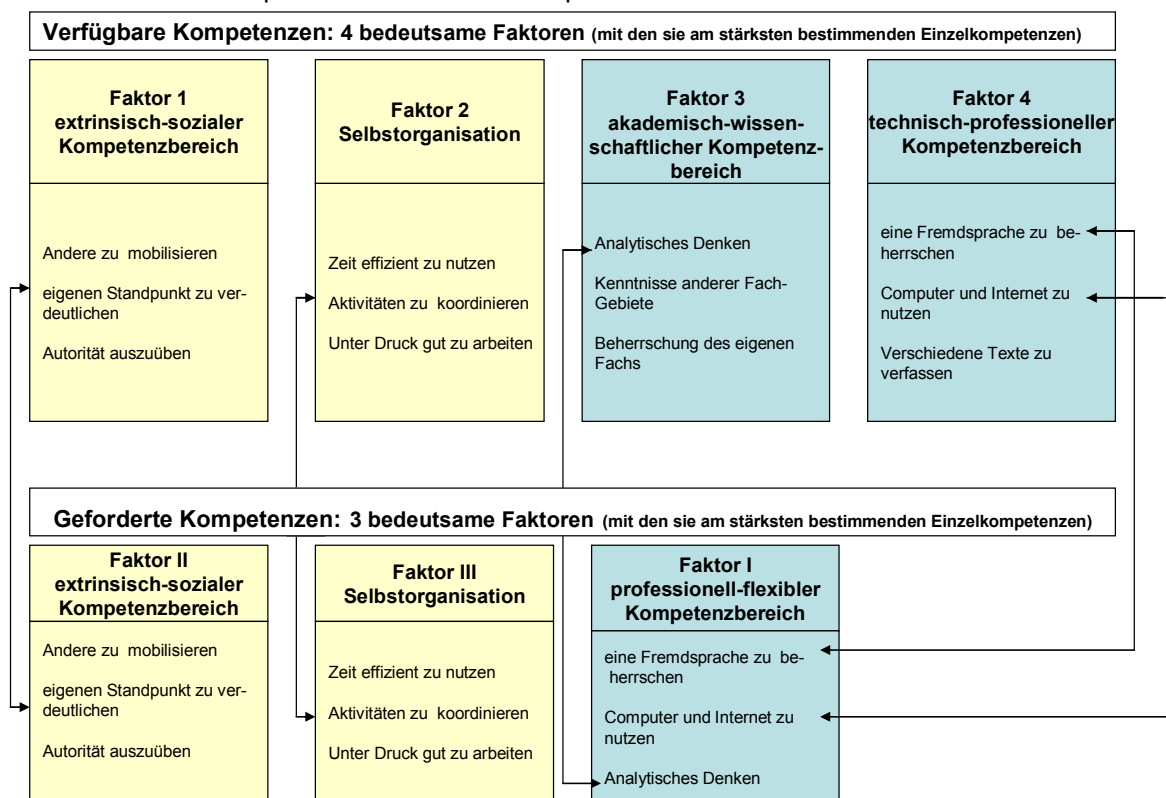 Verfügbare Kompetenzen: 4 bedeutsame Faktoren (mit den sie am stärksten bestimmenden Einzelkompetenzen)
Faktor 1
extrinsisch-sozialer
Kompetenzbereich
Andere zu mobilisieren
eigenen Standpunkt zu ver-
deutlichen
Autorität auszuüben
Faktor 2
Selbstorganisation
Zeit effizient zu nutzen
Aktivitäten zu koordinieren
Unter Druck gut zu arbeiten
Faktor 3
akademisch-wissen-
schaftlicher Kompetenz-
bereich
Analytisches Denken
Kenntnisse anderer Fach-
Gebiete
Beherrschung des eigenen
Fachs
Faktor 4
technisch-professioneller
Kompetenzbereich
eine Fremdsprache zu be-
herrschen
Computer und Internet zu
nutzen
Verschiedene Texte zu
verfassen
Geforderte Kompetenzen: 3 bedeutsame Faktoren (mit den sie am stärksten bestimmenden Einzelkompetenzen)
Faktor II
extrinsisch-sozialer
Kompetenzbereich
Andere zu mobilisieren
eigenen Standpunkt zu ver-
deutlichen
Autorität auszuüben
Faktor III
Selbstorganisation
Zeit effizient zu nutzen
Aktivitäten zu koordinieren
Unter Druck gut zu arbeiten
Faktor I
professionell-flexibler
Kompetenzbereich
eine Fremdsprache zu be-
herrschen
Computer und Internet zu
nutzen
Analytisches Denken